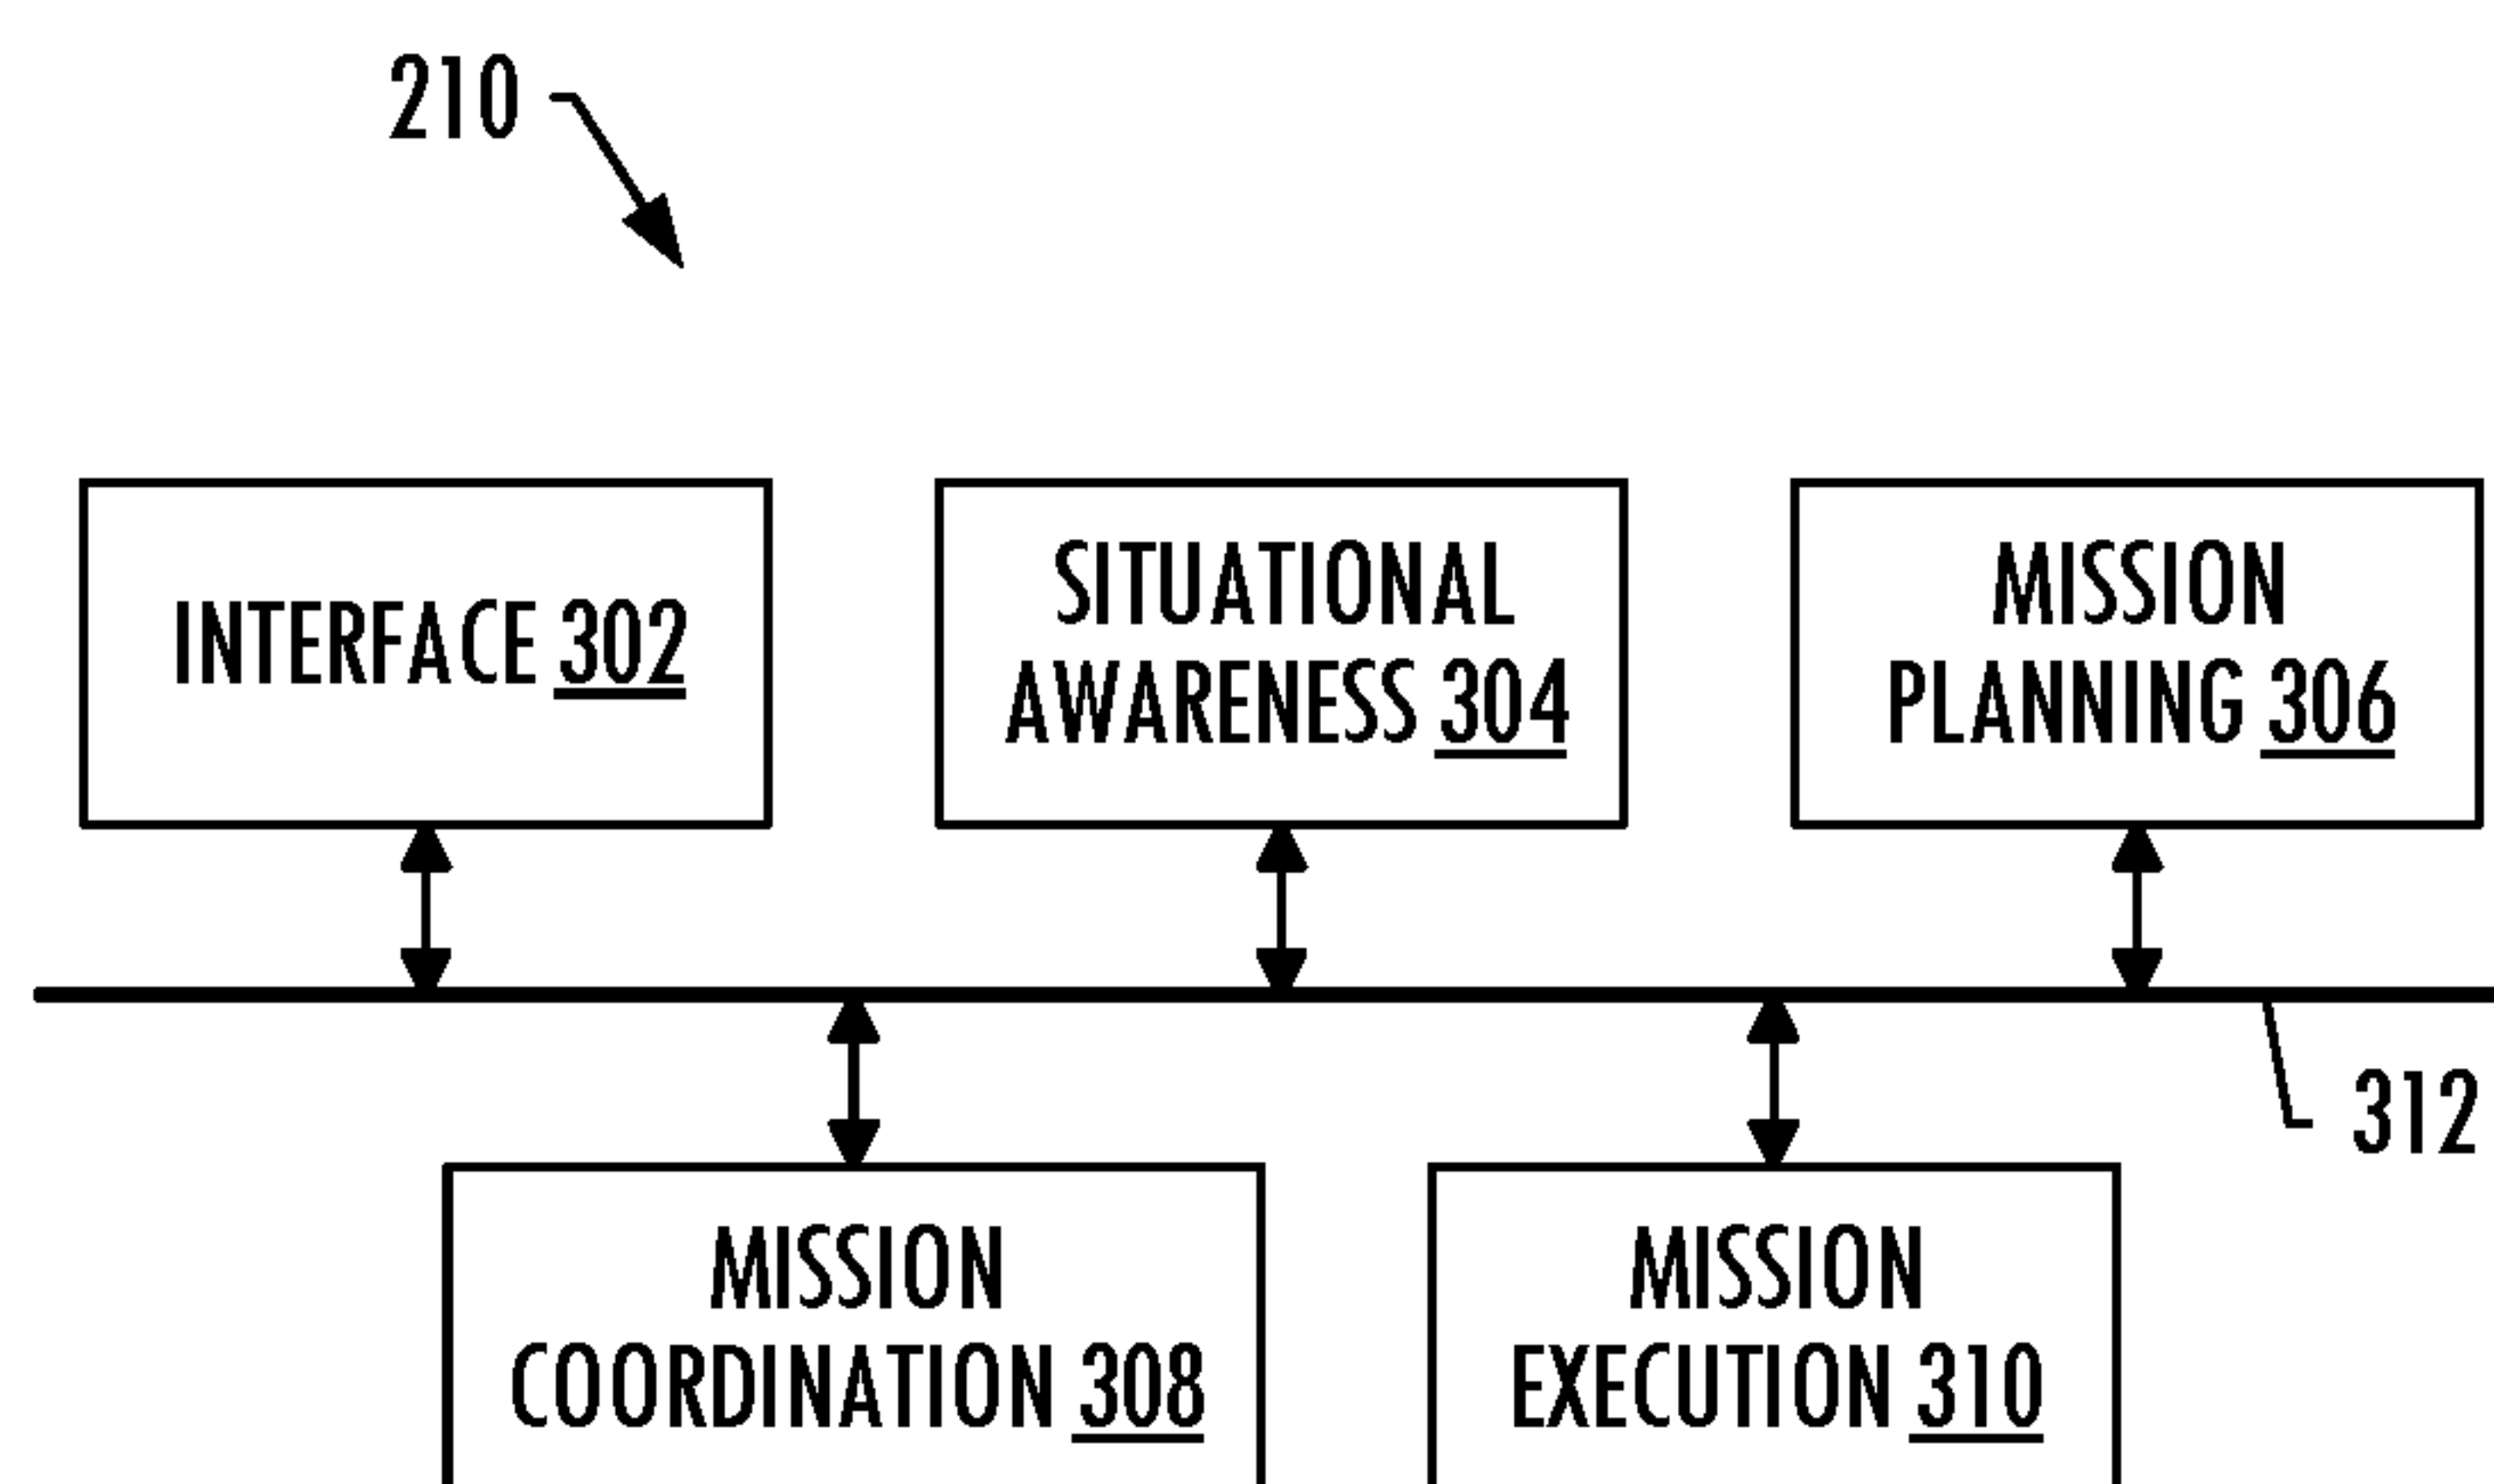 210
INTERFACE 302
SITUATIONAL
AWARENESS 304
MISSION
PLANNING 306
312
MISSION
COORDINATION 308
MISSION
EXECUTION 310